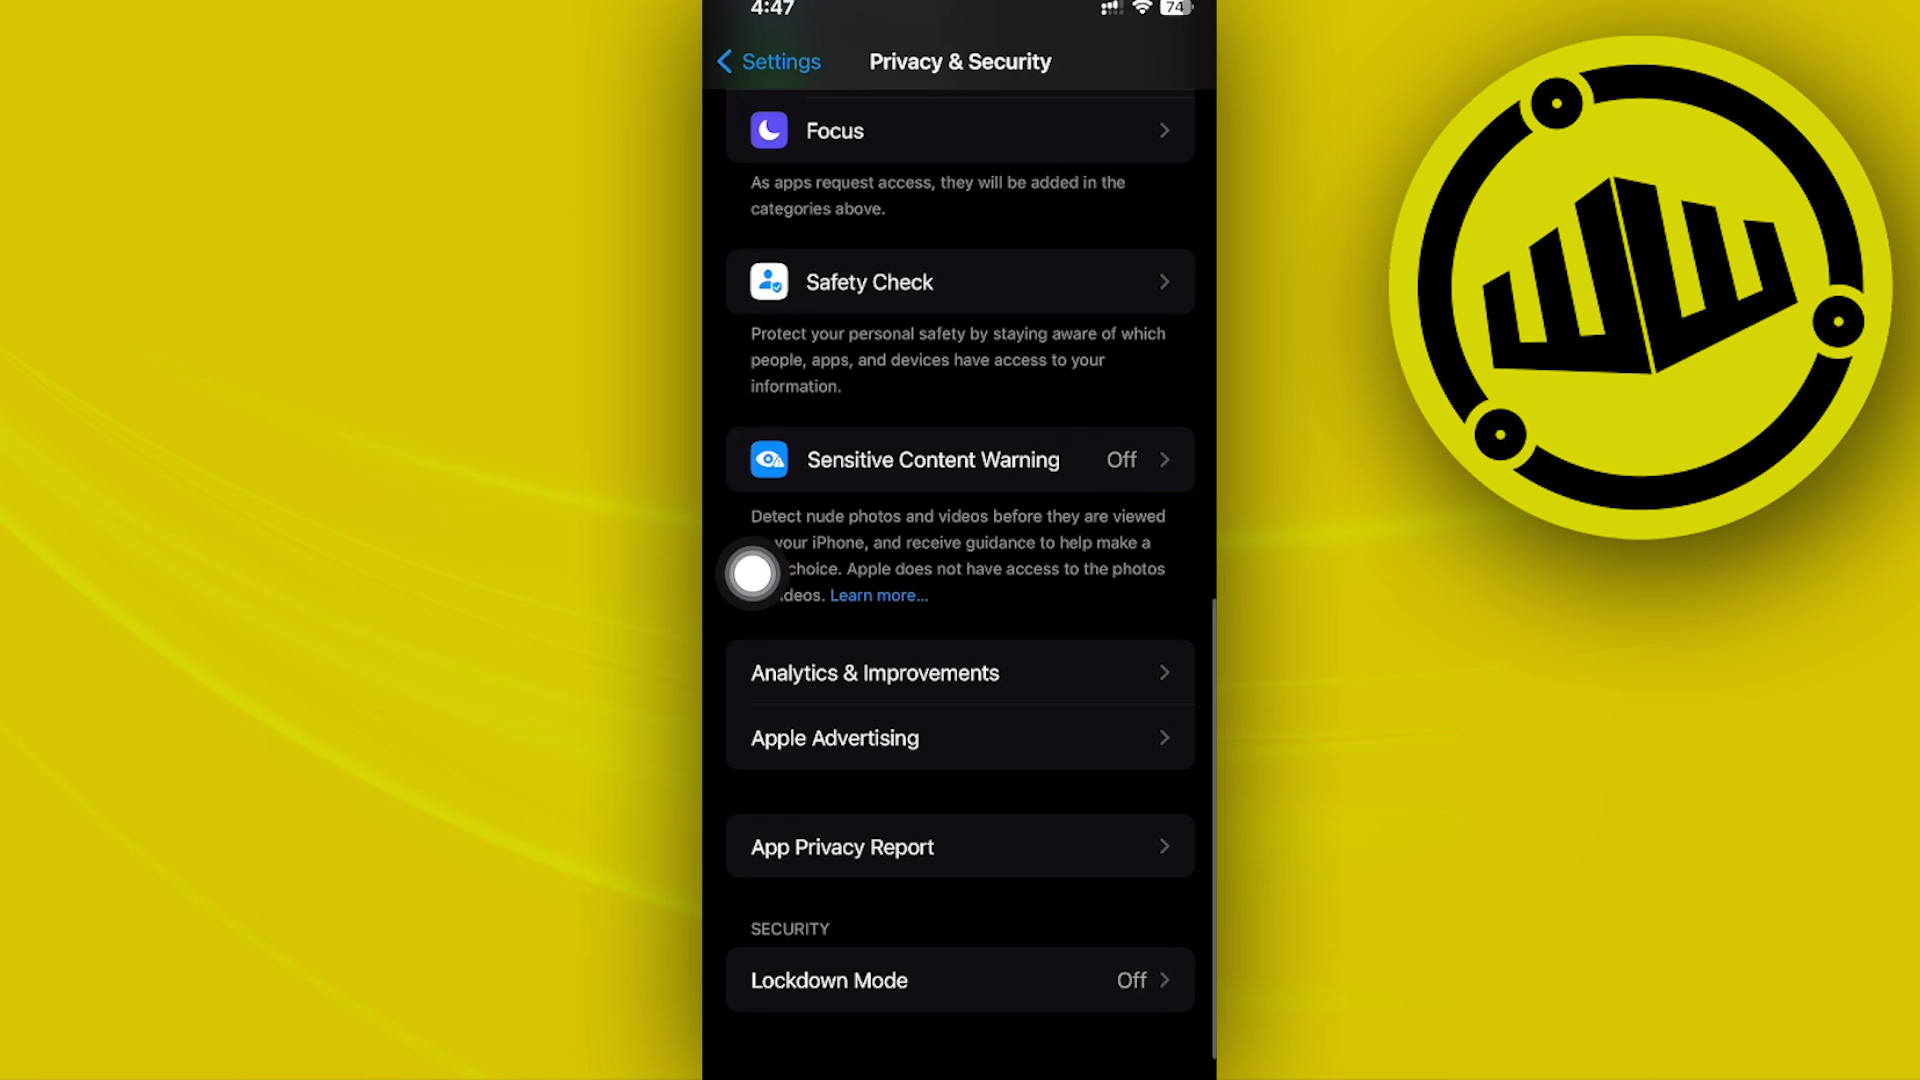 4:47
74
Settings
Privacy & Security
Focus
As apps request access, they will be added in the
categories above.
Safety Check
Protect your personal safety by staying aware of which
people, apps, and devices have access to your
information.
Sensitive Content Warning Off
Detect nude photos and videos before they are viewed
your iPhone, and receive guidance to help make a
choice. Apple does not have access to the photos
Learn more...
Analytics & Improvements
Apple Advertising
App Privacy Report
SECURITY
Lockdown Mode Off